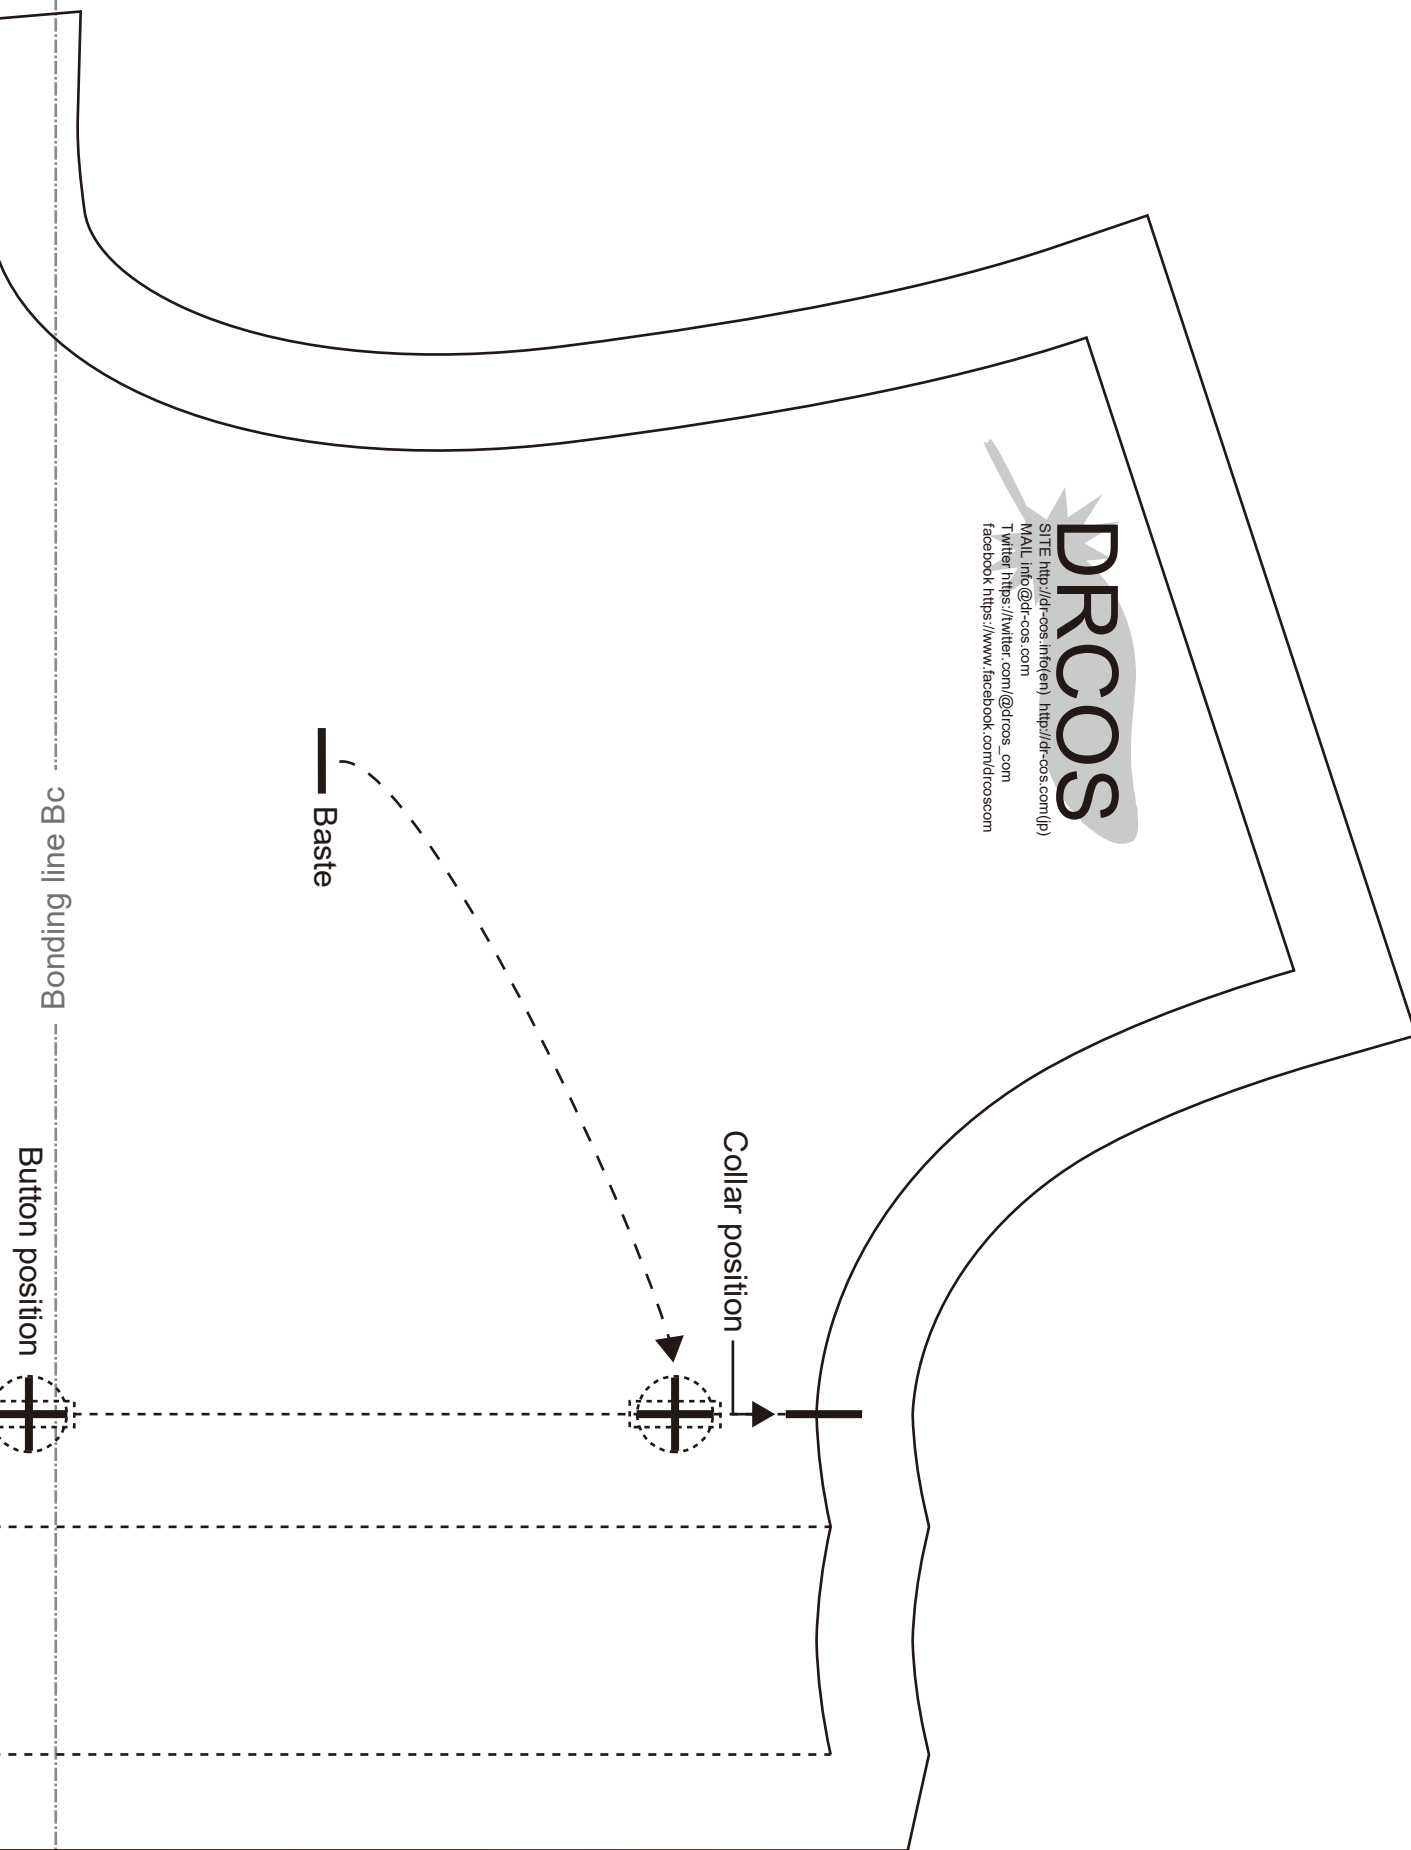 DRCOS
SITE http://dr-cos.info(en)  http://dr-cos.com(jp)
MAIL info@dr-cos.com
Twitter https://twitter.com/@drcos_com
facebook https://www.facebook.com/drcoscom
Baste
Bonding line Bc
Collar position
Button position